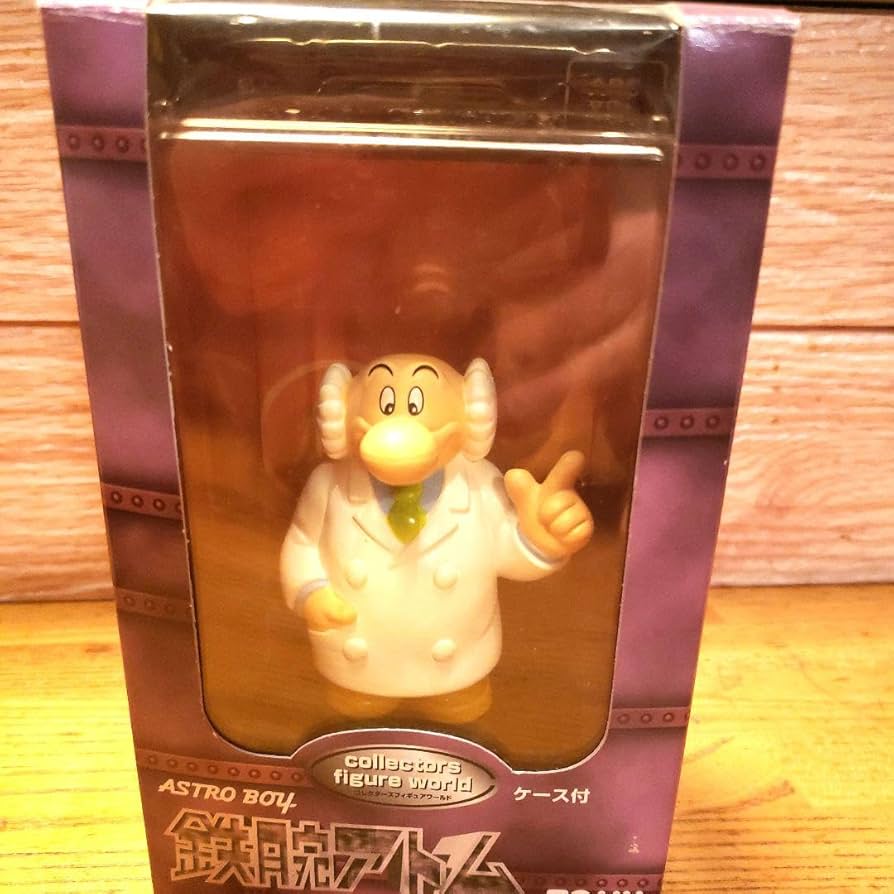 collectors
figure world
コレクターズフィギュアワールド
ケース付
ASTRO BOY
鉄腕アトム